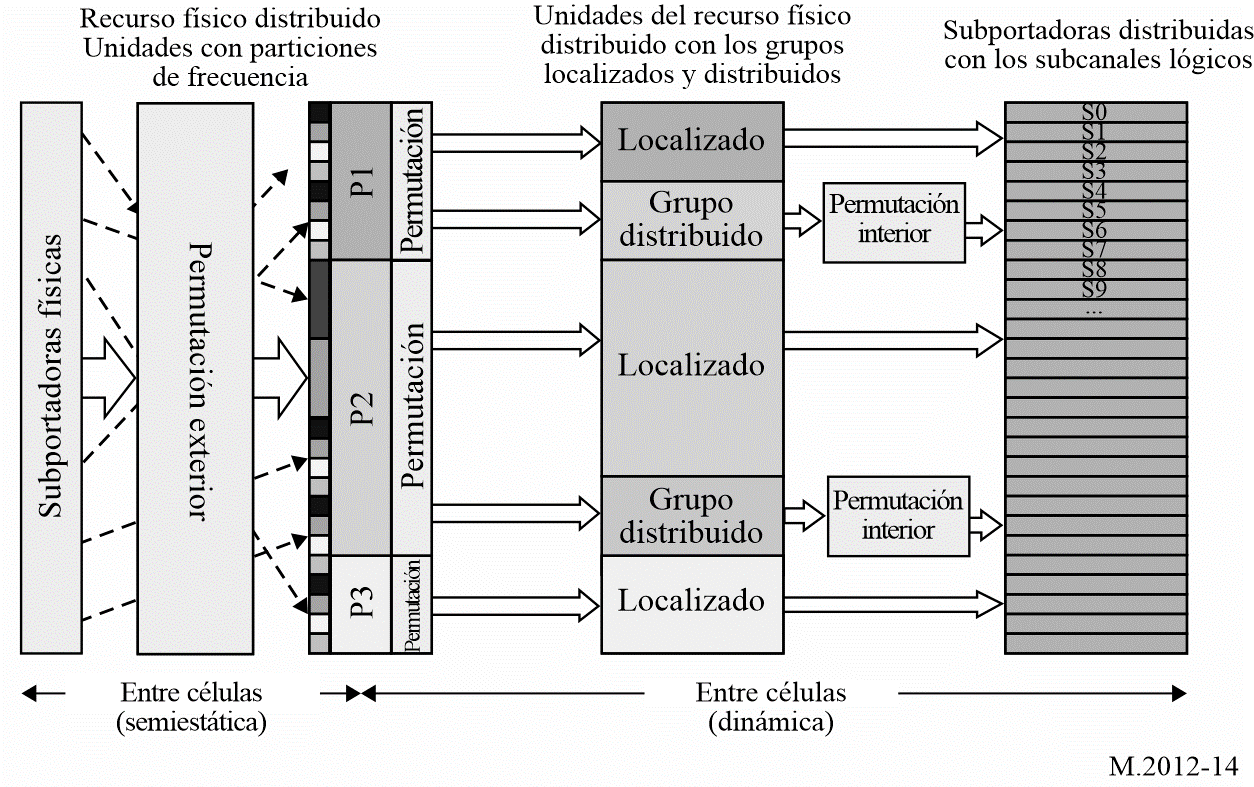 Recurso físico distribuido
Unidades con particiones
de frecuencia
Unidades del recurso físico
distribuido con los grupos
localizados y distribuidos
Subportadoras distribuidas
con los subcanales lógicos
Subportadoras físicas
Permutación exterior
P1
Permutación
P2
Permutación
P3
Permutación
Localizado
Grupo
distribuido
Localizado
Grupo
distribuido
Localizado
Permutación
interior
Permutación
interior
S0
S1
S2
S3
S4
S5
S6
S7
S8
S9
...
Entre células
(semiestática)
Entre células
(dinámica)
M.2012-14